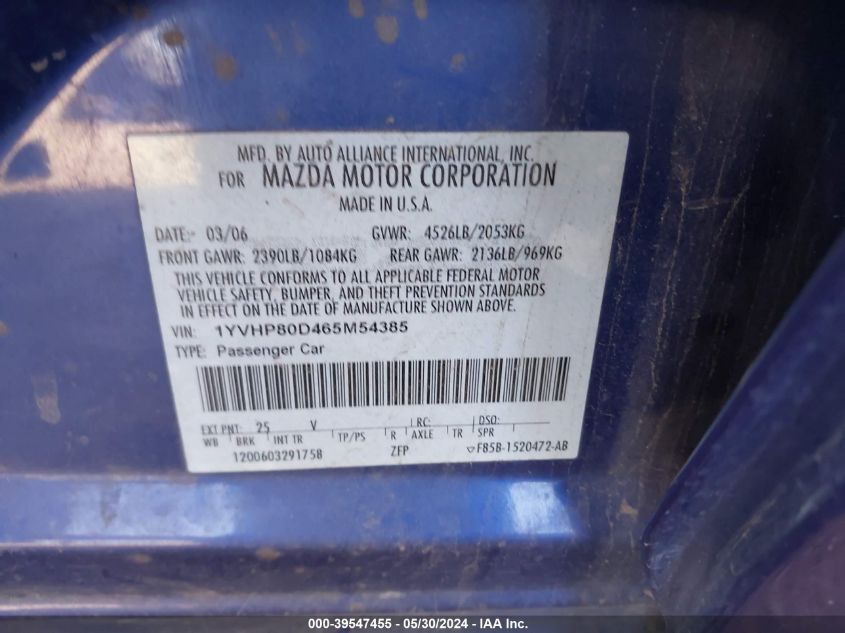 MFD. BY AUTO ALLIANCE INTERNATIONAL, INC.
FOR MAZDA MOTOR CORPORATION
MADE IN U.S.A.
DATE: 03/06 GVWR: 4526LB/2053KG
FRONT GAWR: 2390LB/1084KG REAR GAWR: 2136LB/969KG
THIS VEHICLE CONFORMS TO ALL APPLICABLE FEDERAL MOTOR
VEHICLE SAFETY, BUMPER, AND THEFT PREVENTION STANDARDS
IN EFFECT ON THE DATE OF MANUFACTURE SHOWN ABOVE.
VIN: 1YVHP80D465M54385
TYPE: Passenger Car
EXT PNT: 25 V RC: DSO:
WB BRK INT TR TP/PS R AXLE TR SPR
1200603291758 ZFP F85B-1520472-AB
000-39547455 - 05/30/2024 - IAA Inc.